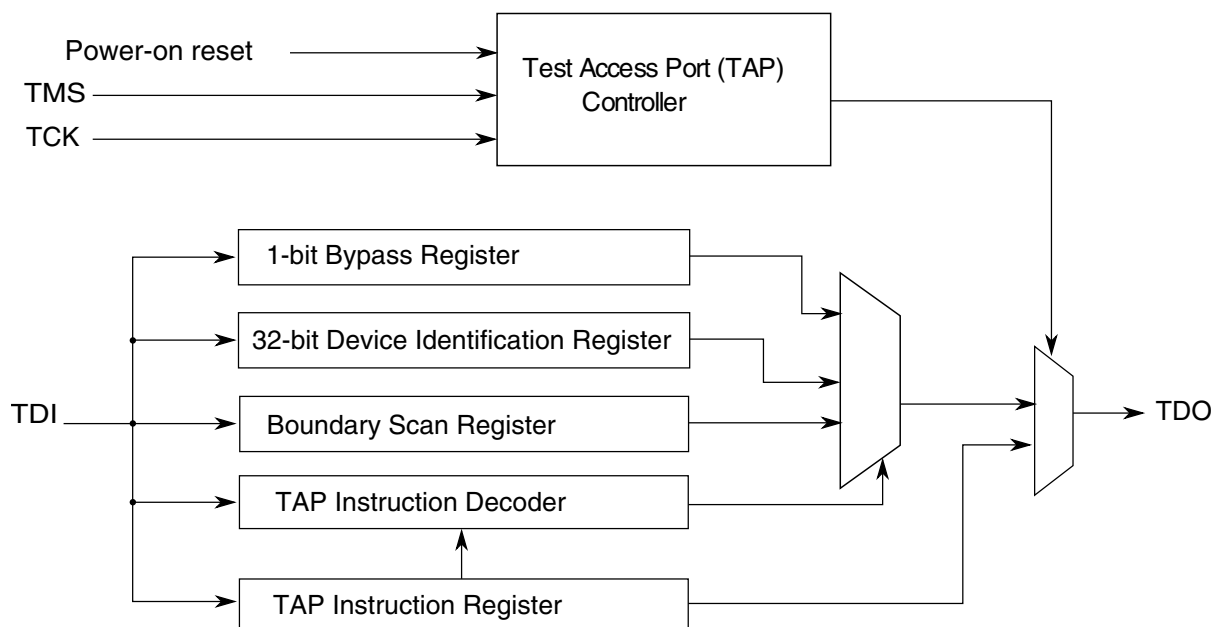 Power-on reset
TMS
TCK
Test Access Port (TAP)
Controller
1-bit Bypass Register
32-bit Device Identification Register
TDI
Boundary Scan Register
TDO
TAP Instruction Decoder
TAP Instruction Register